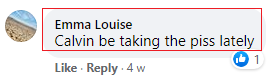 Emma Louise
Calvin be taking the piss lately
Like · Reply · 4 w
1